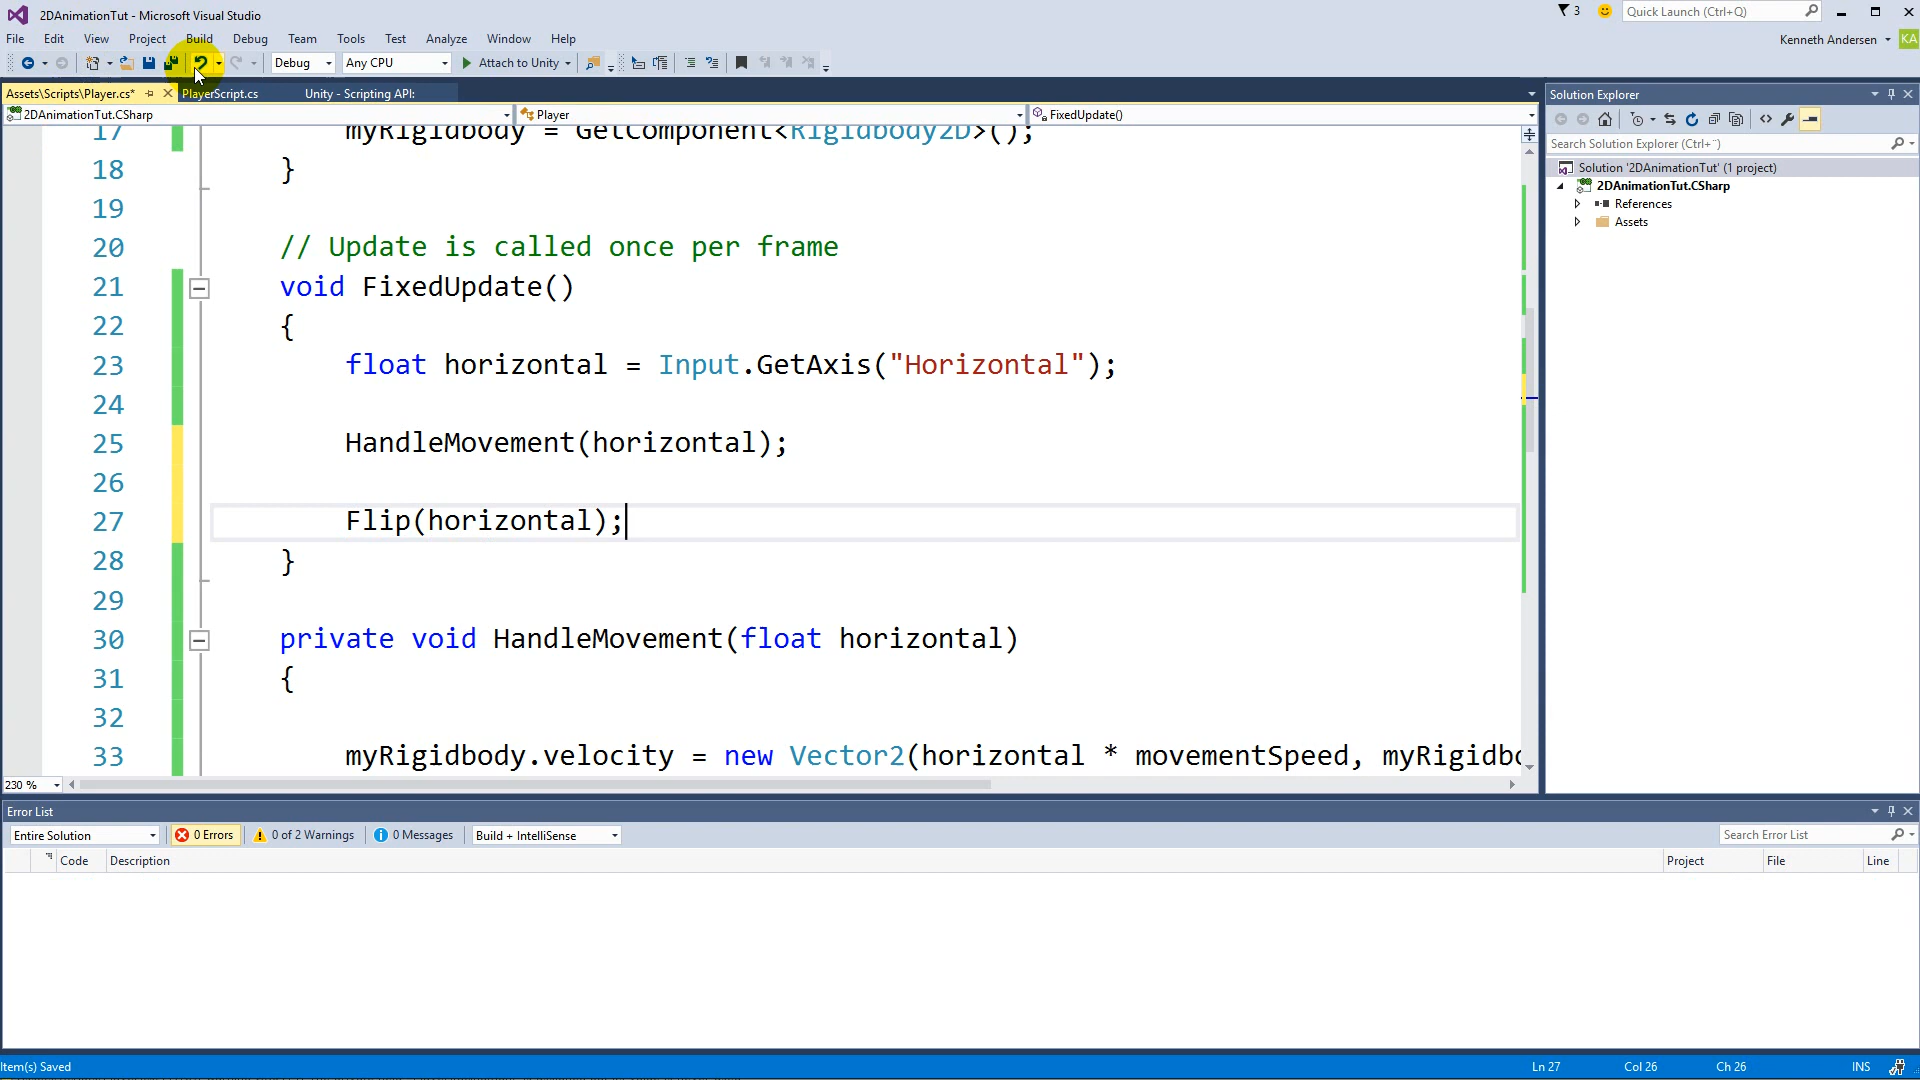 2DAnimationTut - Microsoft Visual Studio
3
Quick Launch (Ctrl+Q)
File Edit View Project Build Debug Team Tools Test Analyze Window Help
Kenneth Andersen KA
Debug Any CPU Attach to Unity
Assets\Scripts\Player.cs* PlayerScript.cs Unity - Scripting API:
2DAnimationTut.CSharp Player FixedUpdate()
17 myRigidbody = GetComponent<Rigidbody2D>();
18 }
19
20 // Update is called once per frame
21 void FixedUpdate()
22 {
23 float horizontal = Input.GetAxis("Horizontal");
24
25 HandleMovement(horizontal);
26
27 Flip(horizontal);
28 }
29
30 private void HandleMovement(float horizontal)
31 {
32
33 myRigidbody.velocity = new Vector2(horizontal * movementSpeed, myRigidbo
230 %
Solution Explorer
Search Solution Explorer (Ctrl+¨)
Solution '2DAnimationTut' (1 project)
2DAnimationTut.CSharp
References
Assets
Error List
Entire Solution 0 Errors 0 of 2 Warnings 0 Messages Build + IntelliSense Search Error List
Code Description Project File Line
Item(s) Saved Ln 27 Col 26 Ch 26 INS